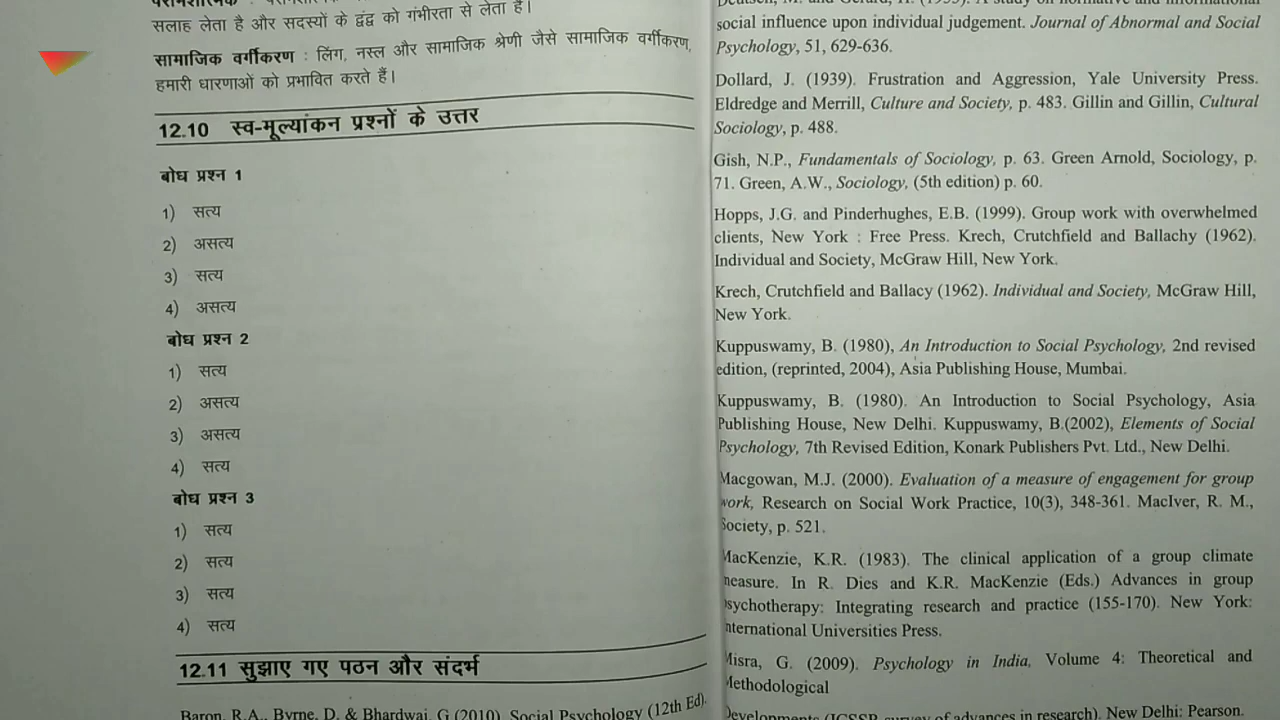 सलाह लेता है और सदस्यों के द्वंद्व को गंभीरता से लेता है।
सामाजिक वर्गीकरण : लिंग, नस्ल और सामाजिक श्रेणी जैसे सामाजिक वर्गीकरण,
हमारी धारणाओं को प्रभावित करते हैं।
12.10 स्व-मूल्यांकन प्रश्नों के उत्तर
बोध प्रश्न 1
1) सत्य
2) असत्य
3) सत्य
4) असत्य
बोध प्रश्न 2
1) सत्य
2) असत्य
3) असत्य
4) सत्य
बोध प्रश्न 3
1) सत्य
2) सत्य
3) सत्य
4) सत्य
12.11 सुझाए गए पठन और संदर्भ
Baron, R.A., Byrne, D. & Bhardwaj, G (2010). Social Psychology (12th Ed).
social influence upon individual judgement. Journal of Abnormal and Social
Psychology, 51, 629-636.
Dollard, J. (1939). Frustration and Aggression, Yale University Press.
Eldredge and Merrill, Culture and Society, p. 483. Gillin and Gillin, Cultural
Sociology, p. 488.
Gish, N.P., Fundamentals of Sociology, p. 63. Green Arnold, Sociology, p.
71. Green, A.W., Sociology, (5th edition) p. 60.
Hopps, J.G. and Pinderhughes, E.B. (1999). Group work with overwhelmed
clients, New York : Free Press. Krech, Crutchfield and Ballachy (1962).
Individual and Society, McGraw Hill, New York.
Krech, Crutchfield and Ballacy (1962). Individual and Society, McGraw Hill,
New York.
Kuppuswamy, B. (1980), An Introduction to Social Psychology, 2nd revised
edition, (reprinted, 2004), Asia Publishing House, Mumbai.
Kuppuswamy, B. (1980). An Introduction to Social Psychology, Asia
Publishing House, New Delhi. Kuppuswamy, B.(2002), Elements of Social
Psychology, 7th Revised Edition, Konark Publishers Pvt. Ltd., New Delhi.
Macgowan, M.J. (2000). Evaluation of a measure of engagement for group
work, Research on Social Work Practice, 10(3), 348-361. MacIver, R. M.,
Society, p. 521.
MacKenzie, K.R. (1983). The clinical application of a group climate
measure. In R. Dies and K.R. MacKenzie (Eds.) Advances in group
psychotherapy: Integrating research and practice (155-170). New York:
International Universities Press.
Misra, G. (2009). Psychology in India, Volume 4: Theoretical and
Methodological
Developments (ICSSR survey of advances in research). New Delhi: Pearson.